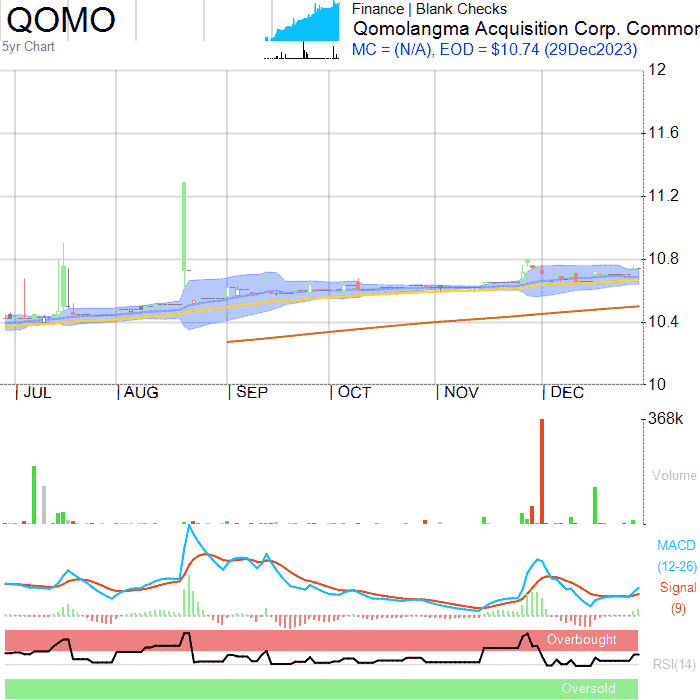 QOMO
5yr Chart
Finance | Blank Checks
Qomolangma Acquisition Corp. Common
MC = (N/A), EOD = $10.74 (29Dec2023)
12
11.6
11.2
10.8
10.4
10
JUL AUG SEP OCT NOV DEC
368k
Volume
MACD
(12-26)
Signal
(9)
Overbought
RSI(14)
Oversold